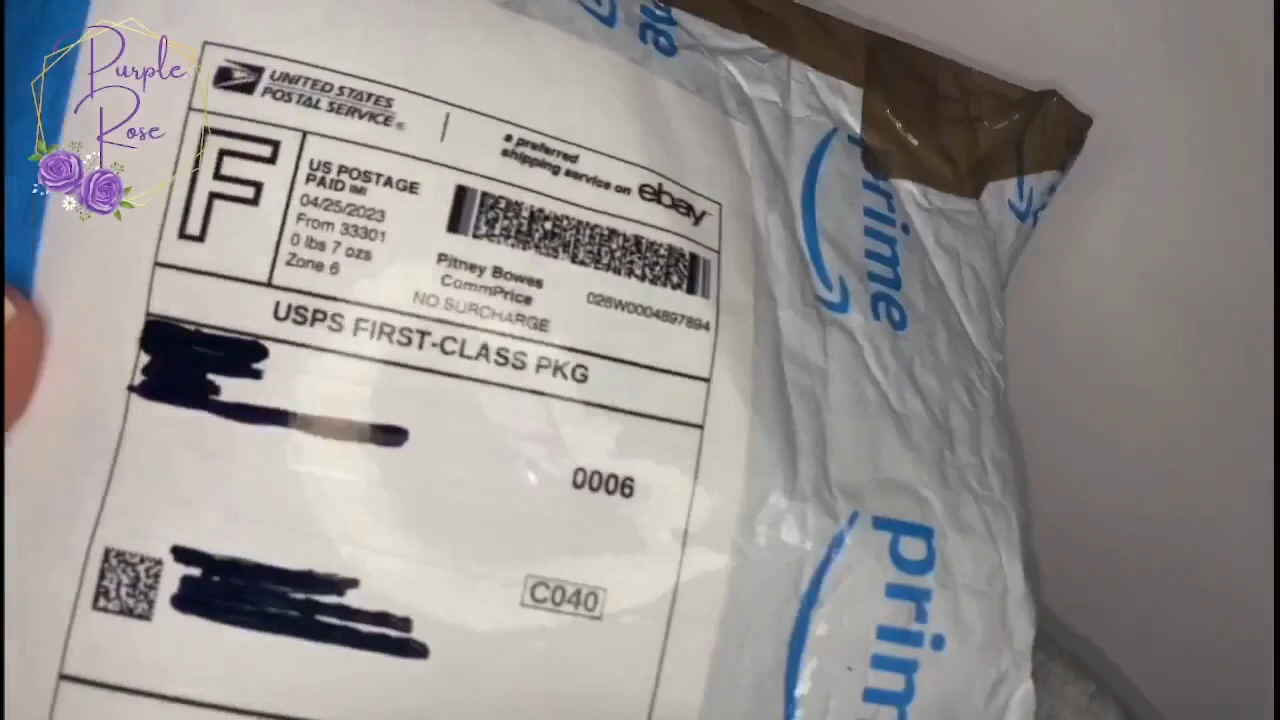 Purple
Rose
UNITED STATES
POSTAL SERVICE®
a preferred
shipping service on ebay™
F
US POSTAGE
PAID IMI
04/25/2023
From 33301
0 lbs 7 ozs
Zone 6
Pitney Bowes
CommPrice
NO SURCHARGE
026W0004897894
USPS FIRST-CLASS PKG
0006
C040
prime
prime